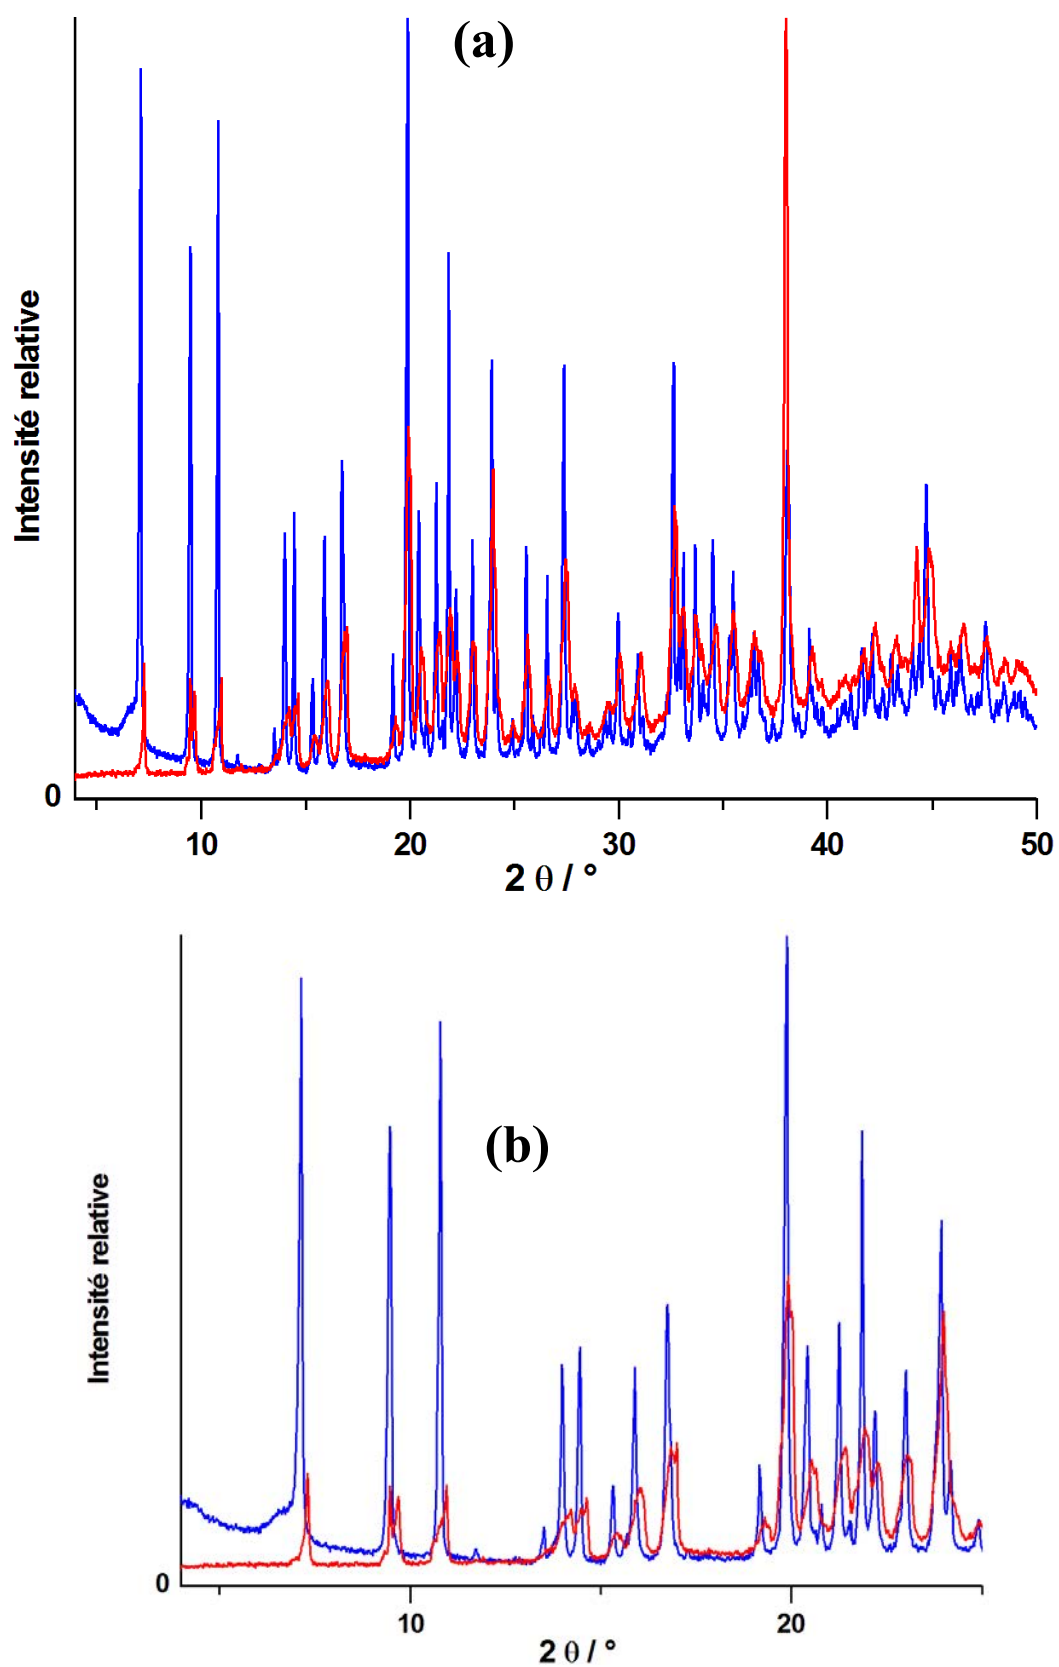 (a)
Intensité relative
0
10 20 30 40 50
2 θ / °
(b)
Intensité relative
0
10 20
2 θ / °